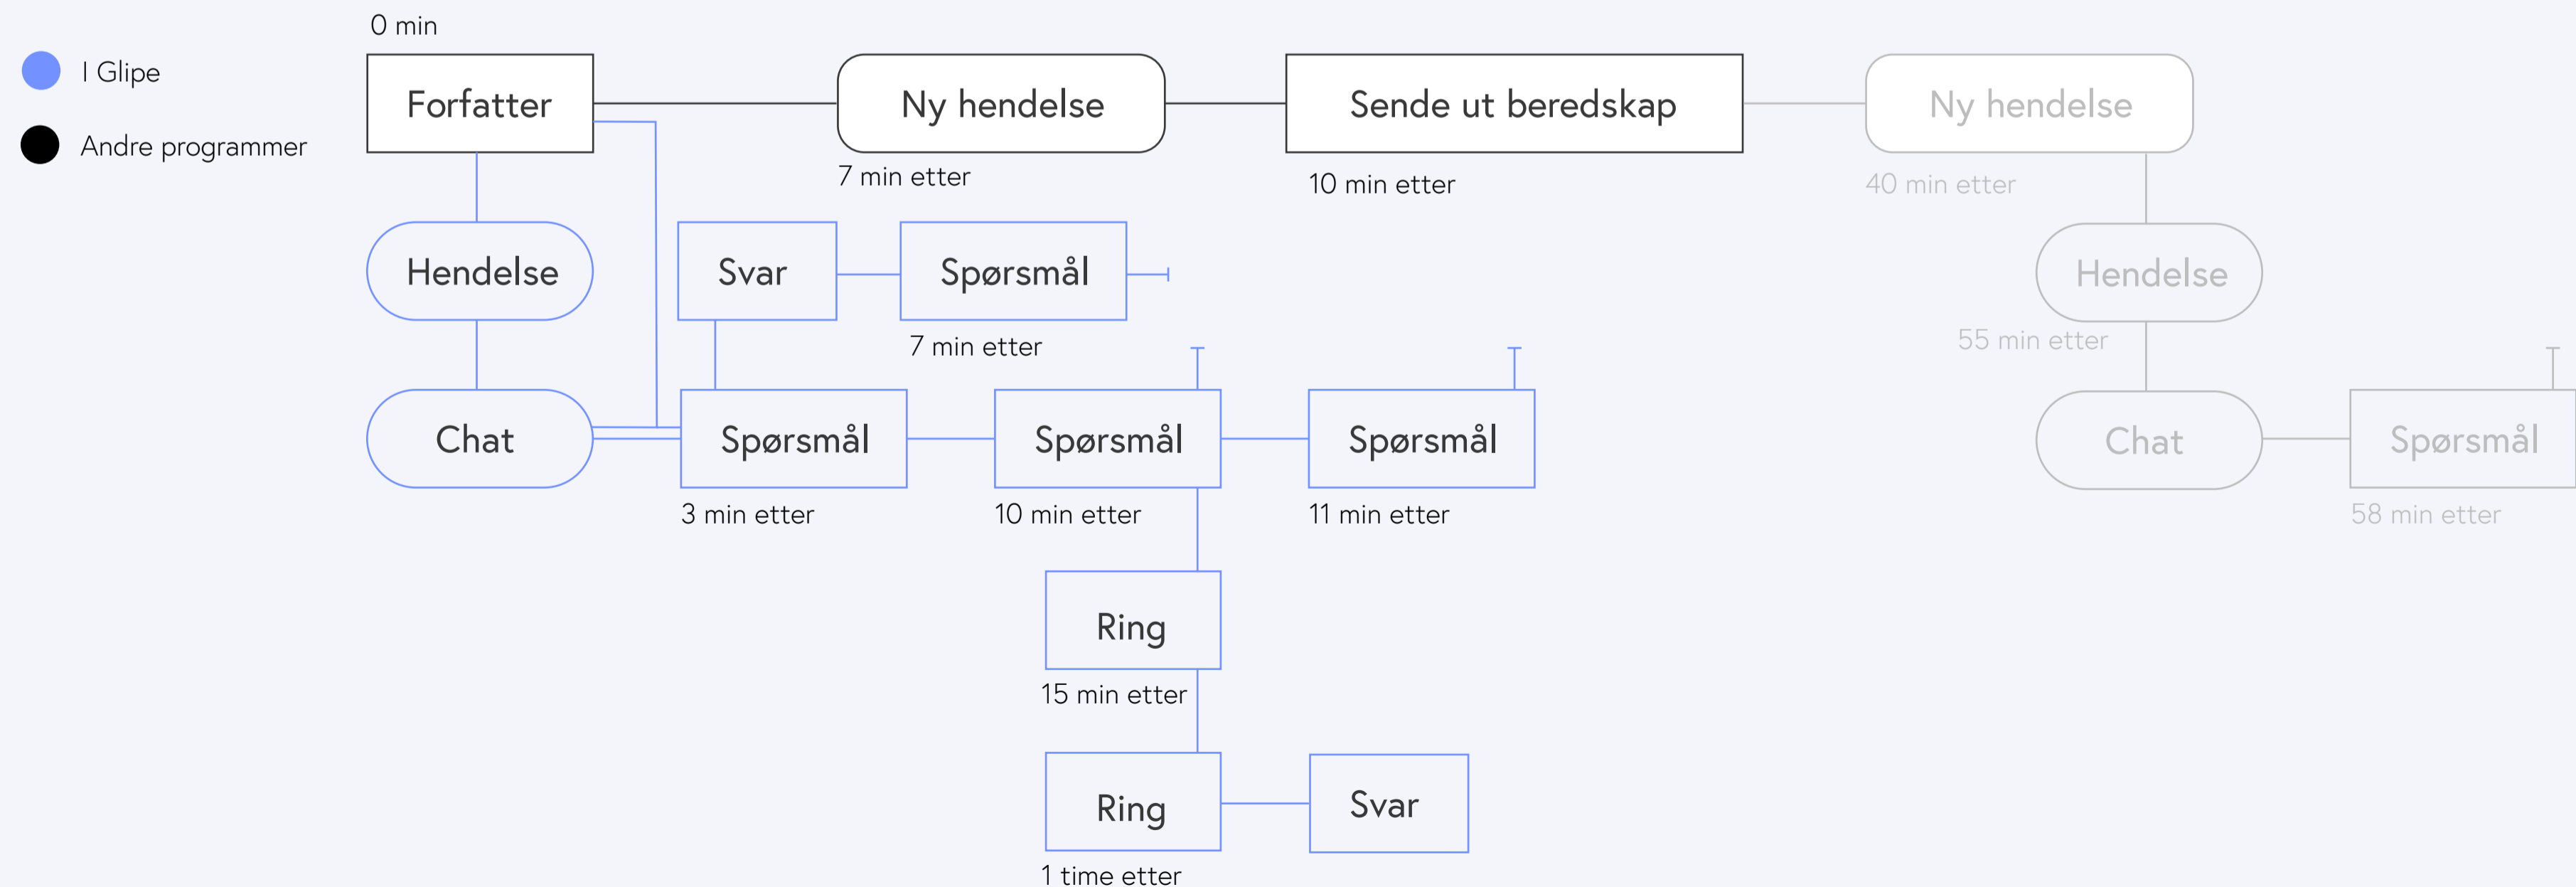 0 min
I Glipe
Andre programmer
Forfatter
Ny hendelse
Sende ut beredskap
Ny hendelse
7 min etter
10 min etter
40 min etter
Hendelse
Svar
Spørsmål
Hendelse
7 min etter
55 min etter
Chat
Spørsmål
Spørsmål
Spørsmål
Chat
Spørsmål
3 min etter
10 min etter
11 min etter
58 min etter
Ring
15 min etter
Ring
Svar
1 time etter